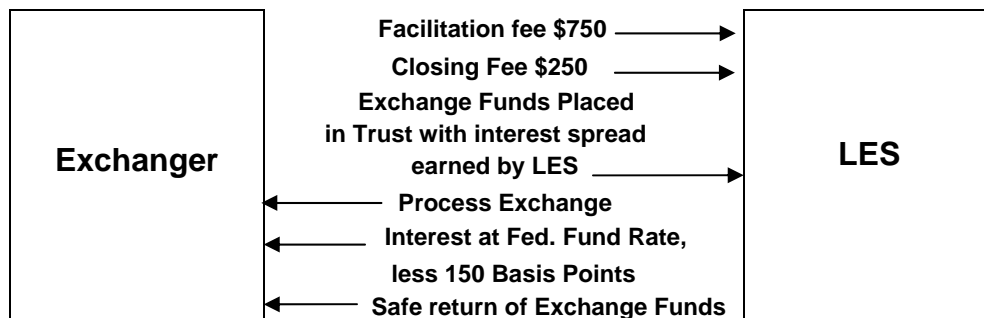 Facilitation fee $750
Closing Fee $250
Exchange Funds Placed
in Trust with interest spread
earned by LES
Exchanger
LES
Process Exchange
Interest at Fed. Fund Rate,
less 150 Basis Points
Safe return of Exchange Funds